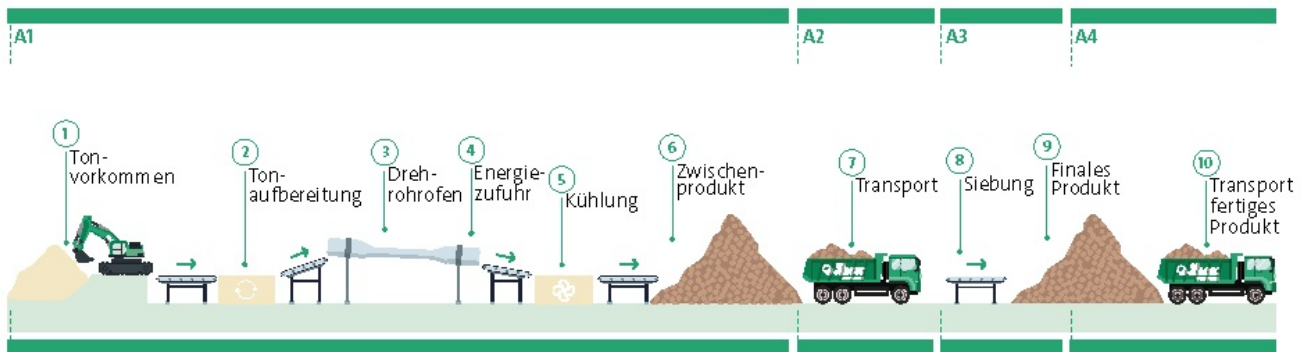 A1
A2
A3
A4
1
Ton-
vorkommen
2
Ton-
aufbereitung
3
Dreh-
rohrofen
4
Energie-
zufuhr
5
Kühlung
6
Zwischen-
produkt
7
Transport
8
Siebung
9
Finales
Produkt
10
Transport
fertiges
Produkt